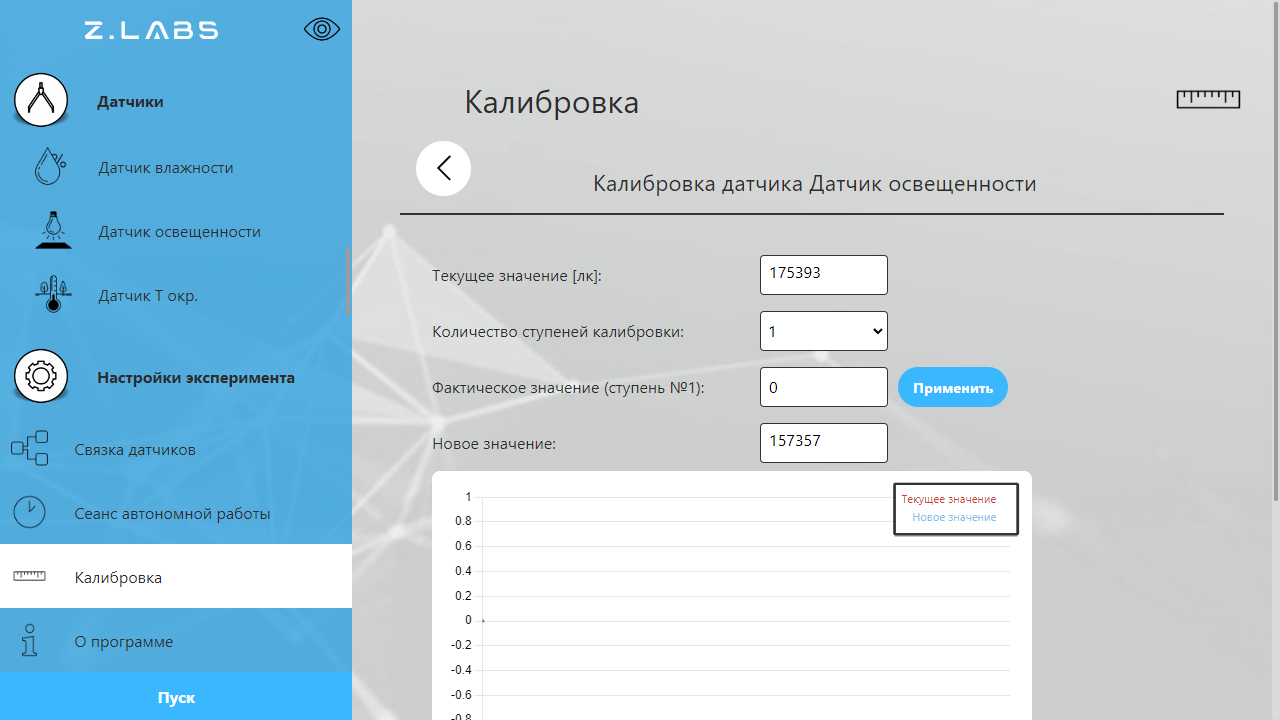 Z.LABS
Датчики
Датчик влажности
Датчик освещенности
Датчик Т окр.
Настройки эксперимента
Связка датчиков
Сеанс автономной работы
Калибровка
О программе
Пуск
Калибровка
Калибровка датчика Датчик освещенности
Текущее значение [лк]: 175393
Количество ступеней калибровки: 1
Фактическое значение (ступень №1): 0 Применить
Новое значение: 157357
Текущее значение
Новое значение
1
0.8
0.6
0.4
0.2
0
-0.2
-0.4
-0.6
-0.8